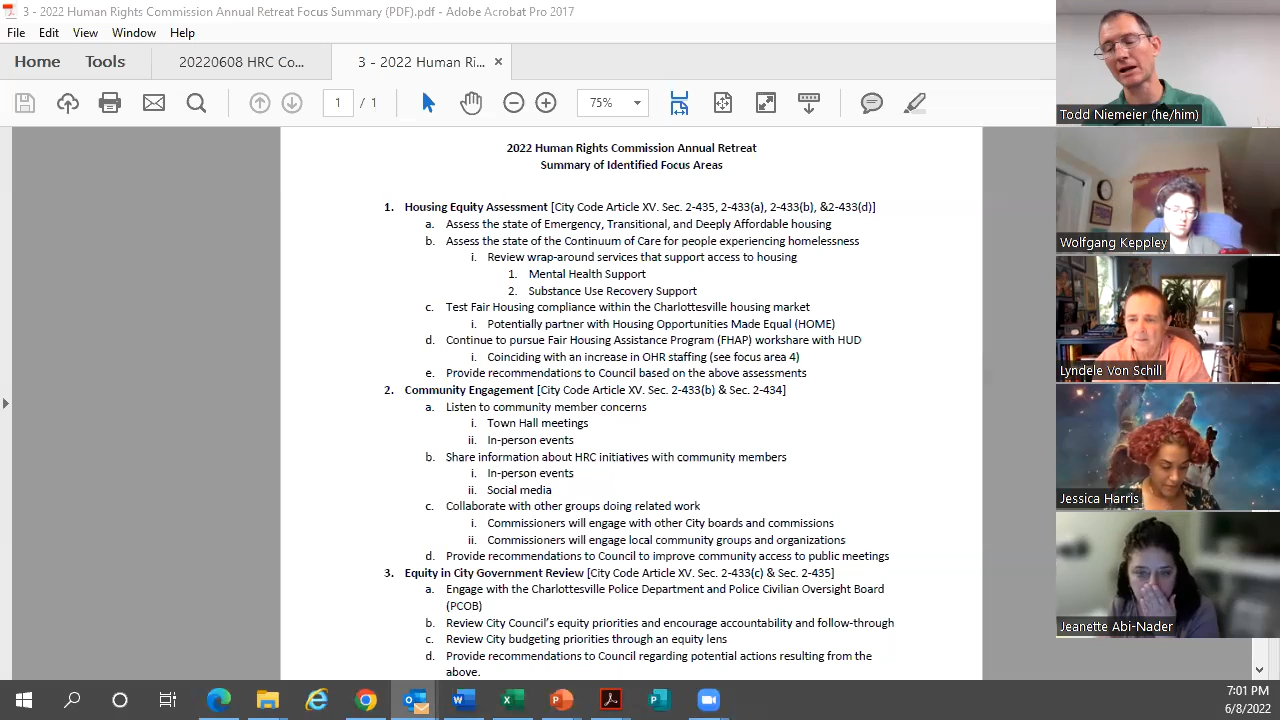 3 - 2022 Human Rights Commission Annual Retreat Focus Summary (PDF).pdf - Adobe Acrobat Pro 2017
File Edit View Window Help
Home Tools 20220608 HRC Co... 3 - 2022 Human Ri... ×
1 / 1 75%
2022 Human Rights Commission Annual Retreat
Summary of Identified Focus Areas
1. Housing Equity Assessment [City Code Article XV. Sec. 2-435, 2-433(a), 2-433(b), &2-433(d)]
a. Assess the state of Emergency, Transitional, and Deeply Affordable housing
b. Assess the state of the Continuum of Care for people experiencing homelessness
i. Review wrap-around services that support access to housing
1. Mental Health Support
2. Substance Use Recovery Support
c. Test Fair Housing compliance within the Charlottesville housing market
i. Potentially partner with Housing Opportunities Made Equal (HOME)
d. Continue to pursue Fair Housing Assistance Program (FHAP) workshare with HUD
i. Coinciding with an increase in OHR staffing (see focus area 4)
e. Provide recommendations to Council based on the above assessments
2. Community Engagement [City Code Article XV. Sec. 2-433(b) & Sec. 2-434]
a. Listen to community member concerns
i. Town Hall meetings
ii. In-person events
b. Share information about HRC initiatives with community members
i. In-person events
ii. Social media
c. Collaborate with other groups doing related work
i. Commissioners will engage with other City boards and commissions
ii. Commissioners will engage local community groups and organizations
d. Provide recommendations to Council to improve community access to public meetings
3. Equity in City Government Review [City Code Article XV. Sec. 2-433(c) & Sec. 2-435]
a. Engage with the Charlottesville Police Department and Police Civilian Oversight Board
(PCOB)
b. Review City Council's equity priorities and encourage accountability and follow-through
c. Review City budgeting priorities through an equity lens
d. Provide recommendations to Council regarding potential actions resulting from the
above.
Todd Niemeier (he/him)
Wolfgang Keppley
Lyndele Von Schill
Jessica Harris
Jeanette Abi-Nader
7:01 PM
6/8/2022